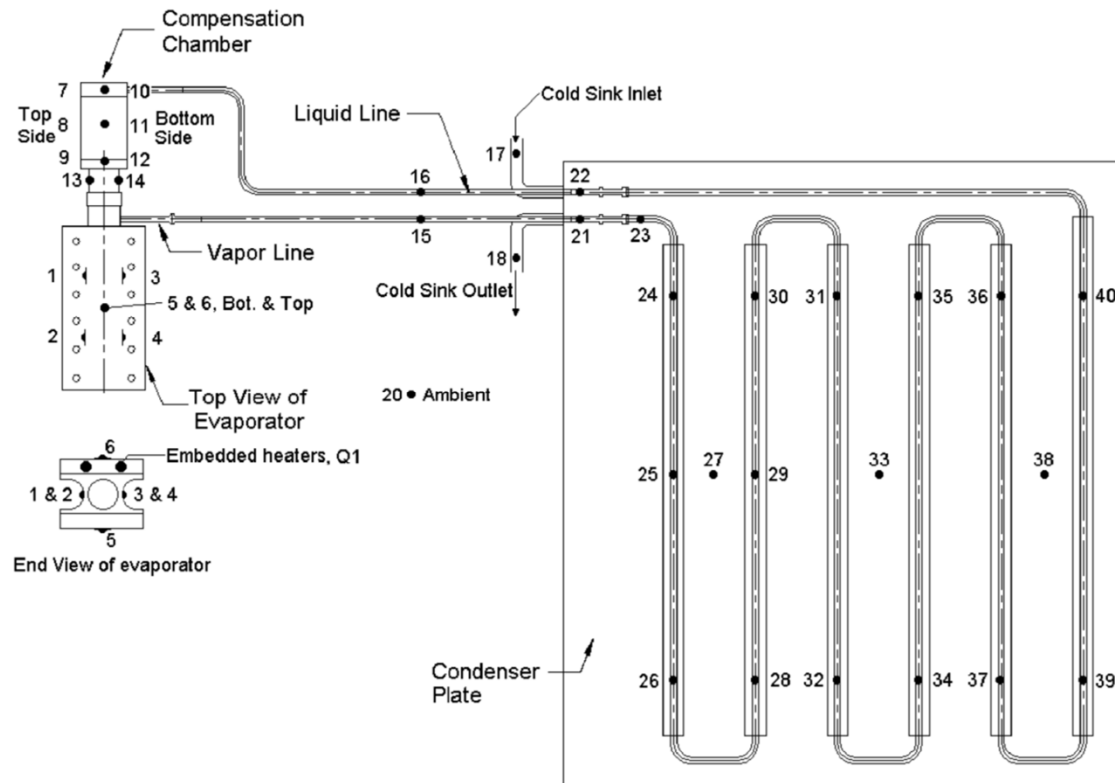 Compensation
Chamber
7
10
Top
Side
8
11
Bottom
Side
9
12
13
14
Liquid Line
Cold Sink Inlet
17
16
22
15
21
23
Vapor Line
18
Cold Sink Outlet
1
3
5 & 6, Bot. & Top
2
4
Top View of
Evaporator
20
Ambient
6
Embedded heaters, Q1
1 & 2
3 & 4
5
End View of evaporator
24
30
31
35
36
40
25
27
29
33
38
Condenser
Plate
26
28
32
34
37
39